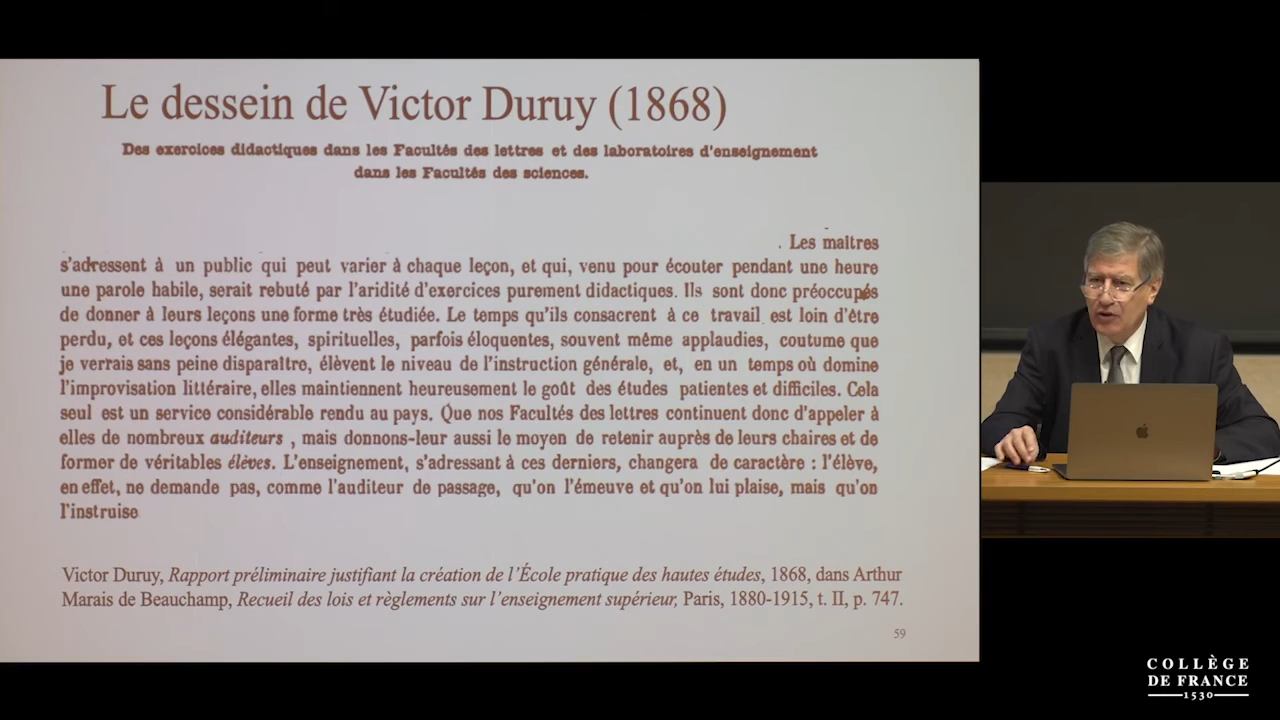 Le dessein de Victor Duruy (1868)
Des exercices didactiques dans les Facultés des lettres et des laboratoires d'enseignement
dans les Facultés des sciences.
. Les maîtres
s'adressent à un public qui peut varier à chaque leçon, et qui, venu pour écouter pendant une heure
une parole habile, serait rebuté par l'aridité d'exercices purement didactiques. Ils sont donc préoccupés
de donner à leurs leçons une forme très étudiée. Le temps qu'ils consacrent à ce travail est loin d'être
perdu, et ces leçons élégantes, spirituelles, parfois éloquentes, souvent même applaudies, coutume que
je verrais sans peine disparaître, élèvent le niveau de l'instruction générale, et, en un temps où domine
l'improvisation littéraire, elles maintiennent heureusement le goût des études patientes et difficiles. Cela
seul est un service considérable rendu au pays. Que nos Facultés des lettres continuent donc d'appeler à
elles de nombreux auditeurs , mais donnons-leur aussi le moyen de retenir auprès de leurs chaires et de
former de véritables élèves. L'enseignement, s'adressant à ces derniers, changera de caractère : l'élève,
en effet, ne demande pas, comme l'auditeur de passage, qu'on l'émeuve et qu'on lui plaise, mais qu'on
l'instruise
Victor Duruy, Rapport préliminaire justifiant la création de l'École pratique des hautes études, 1868, dans Arthur
Marais de Beauchamp, Recueil des lois et règlements sur l'enseignement supérieur, Paris, 1880-1915, t. II, p. 747.
59
COLLÈGE
DE FRANCE
1530